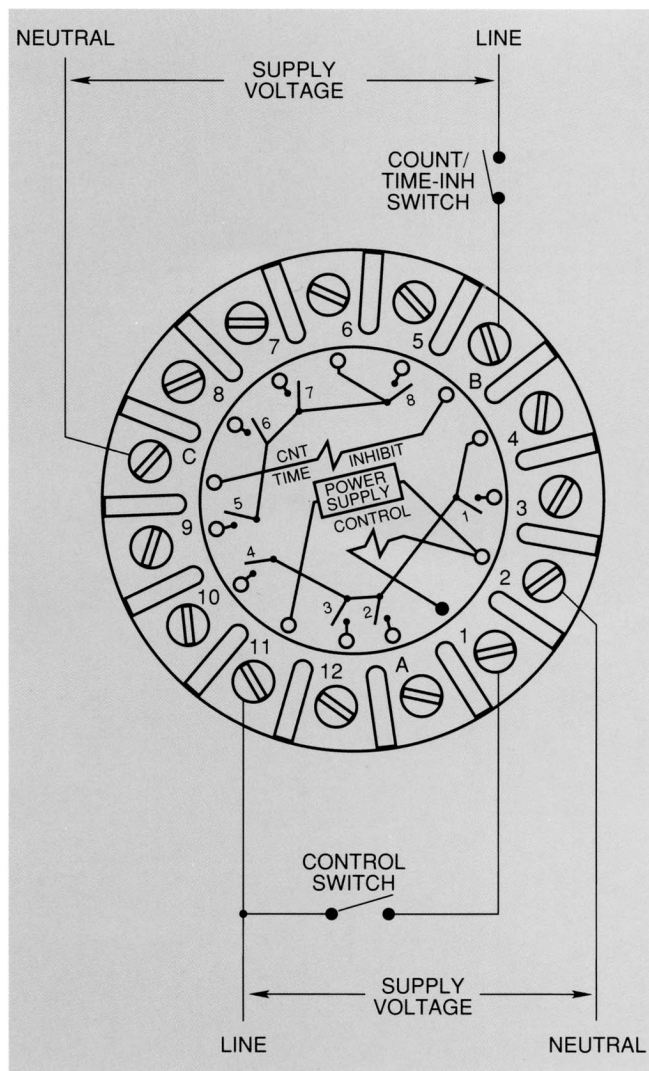 NEUTRAL
LINE
SUPPLY
VOLTAGE
COUNT/
TIME-INH
SWITCH
6
5
7
B
8
7
8
4
6
C
CNT
INHIBIT
TIME
POWER
SUPPLY
3
5
1
CONTROL
9
4
2
10
3
2
1
11
12
A
CONTROL
SWITCH
SUPPLY
VOLTAGE
LINE
NEUTRAL